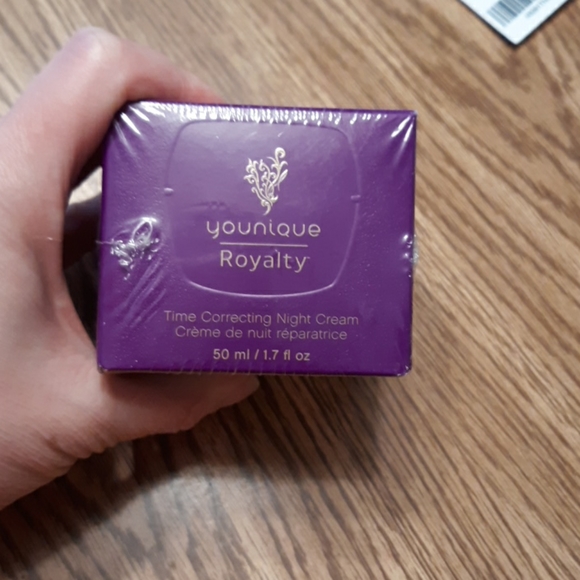 younique
Royalty
Time Correcting Night Cream
Crème de nuit réparatrice
50 ml / 1.7 fl oz